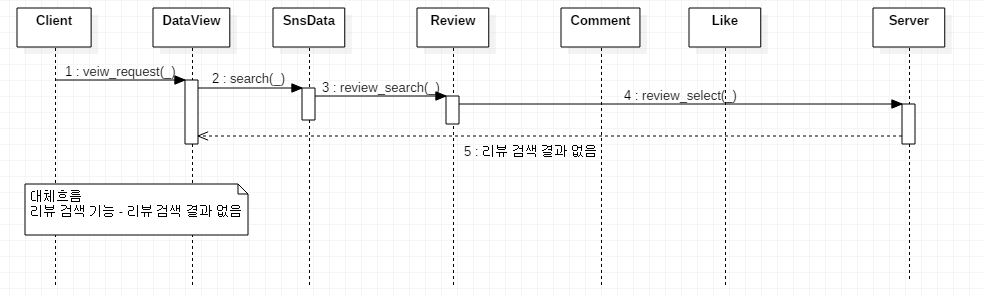 Client
DataView
SnsData
Review
Comment
Like
Server
1 : veiw_request(_)
2 : search(_)
3 : review_search(_)
4 : review_select(_)
5 : 리뷰 검색 결과 없음
대체흐름
리뷰 검색 기능 - 리뷰 검색 결과 없음